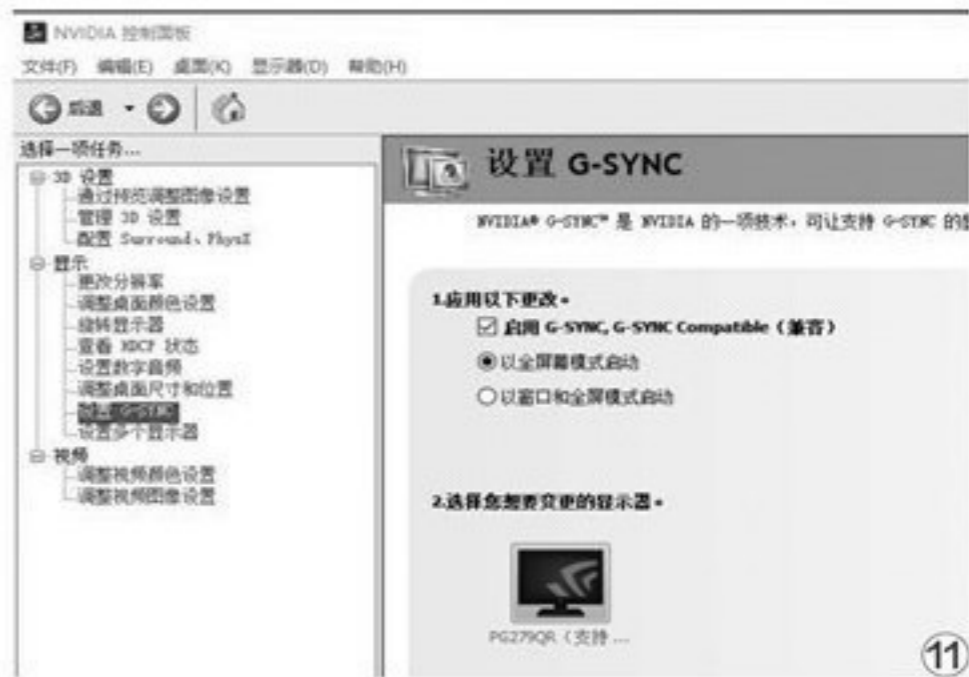 NVIDIA 控制面板
文件(F) 编辑(E) 桌面(K) 显示器(D) 帮助(H)
后退
选择一项任务...
3D 设置
通过预览调整图像设置
管理 3D 设置
配置 Surround、PhysX
显示
更改分辨率
调整桌面颜色设置
旋转显示器
查看 HDCP 状态
设置数字音频
调整桌面尺寸和位置
设置 G-SYNC
设置多个显示器
视频
调整视频颜色设置
调整视频图像设置
设置 G-SYNC
NVIDIA® G-SYNC™ 是 NVIDIA 的一项技术，可让支持 G-SYNC 的
1.应用以下更改。
启用 G-SYNC, G-SYNC Compatible（兼容）
以全屏幕模式启动
以窗口和全屏模式启动
2.选择您想要变更的显示器。
PG279QR（支持 ...
11